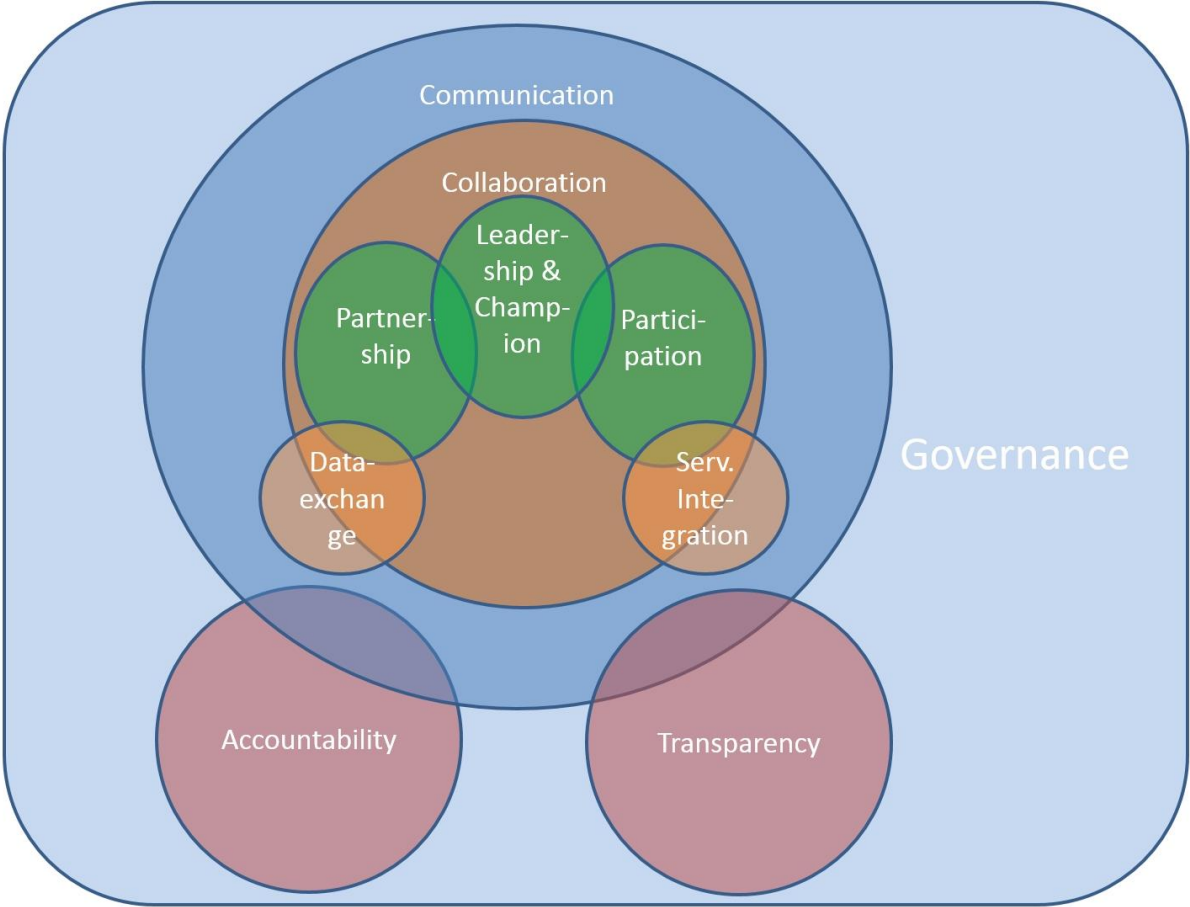 Communication
Collaboration
Leader-
ship &
Champ-
ion
Partner-
ship
Partici-
pation
Governance
Data-
exchan
ge
Serv.
Inte-
gration
Accountability
Transparency